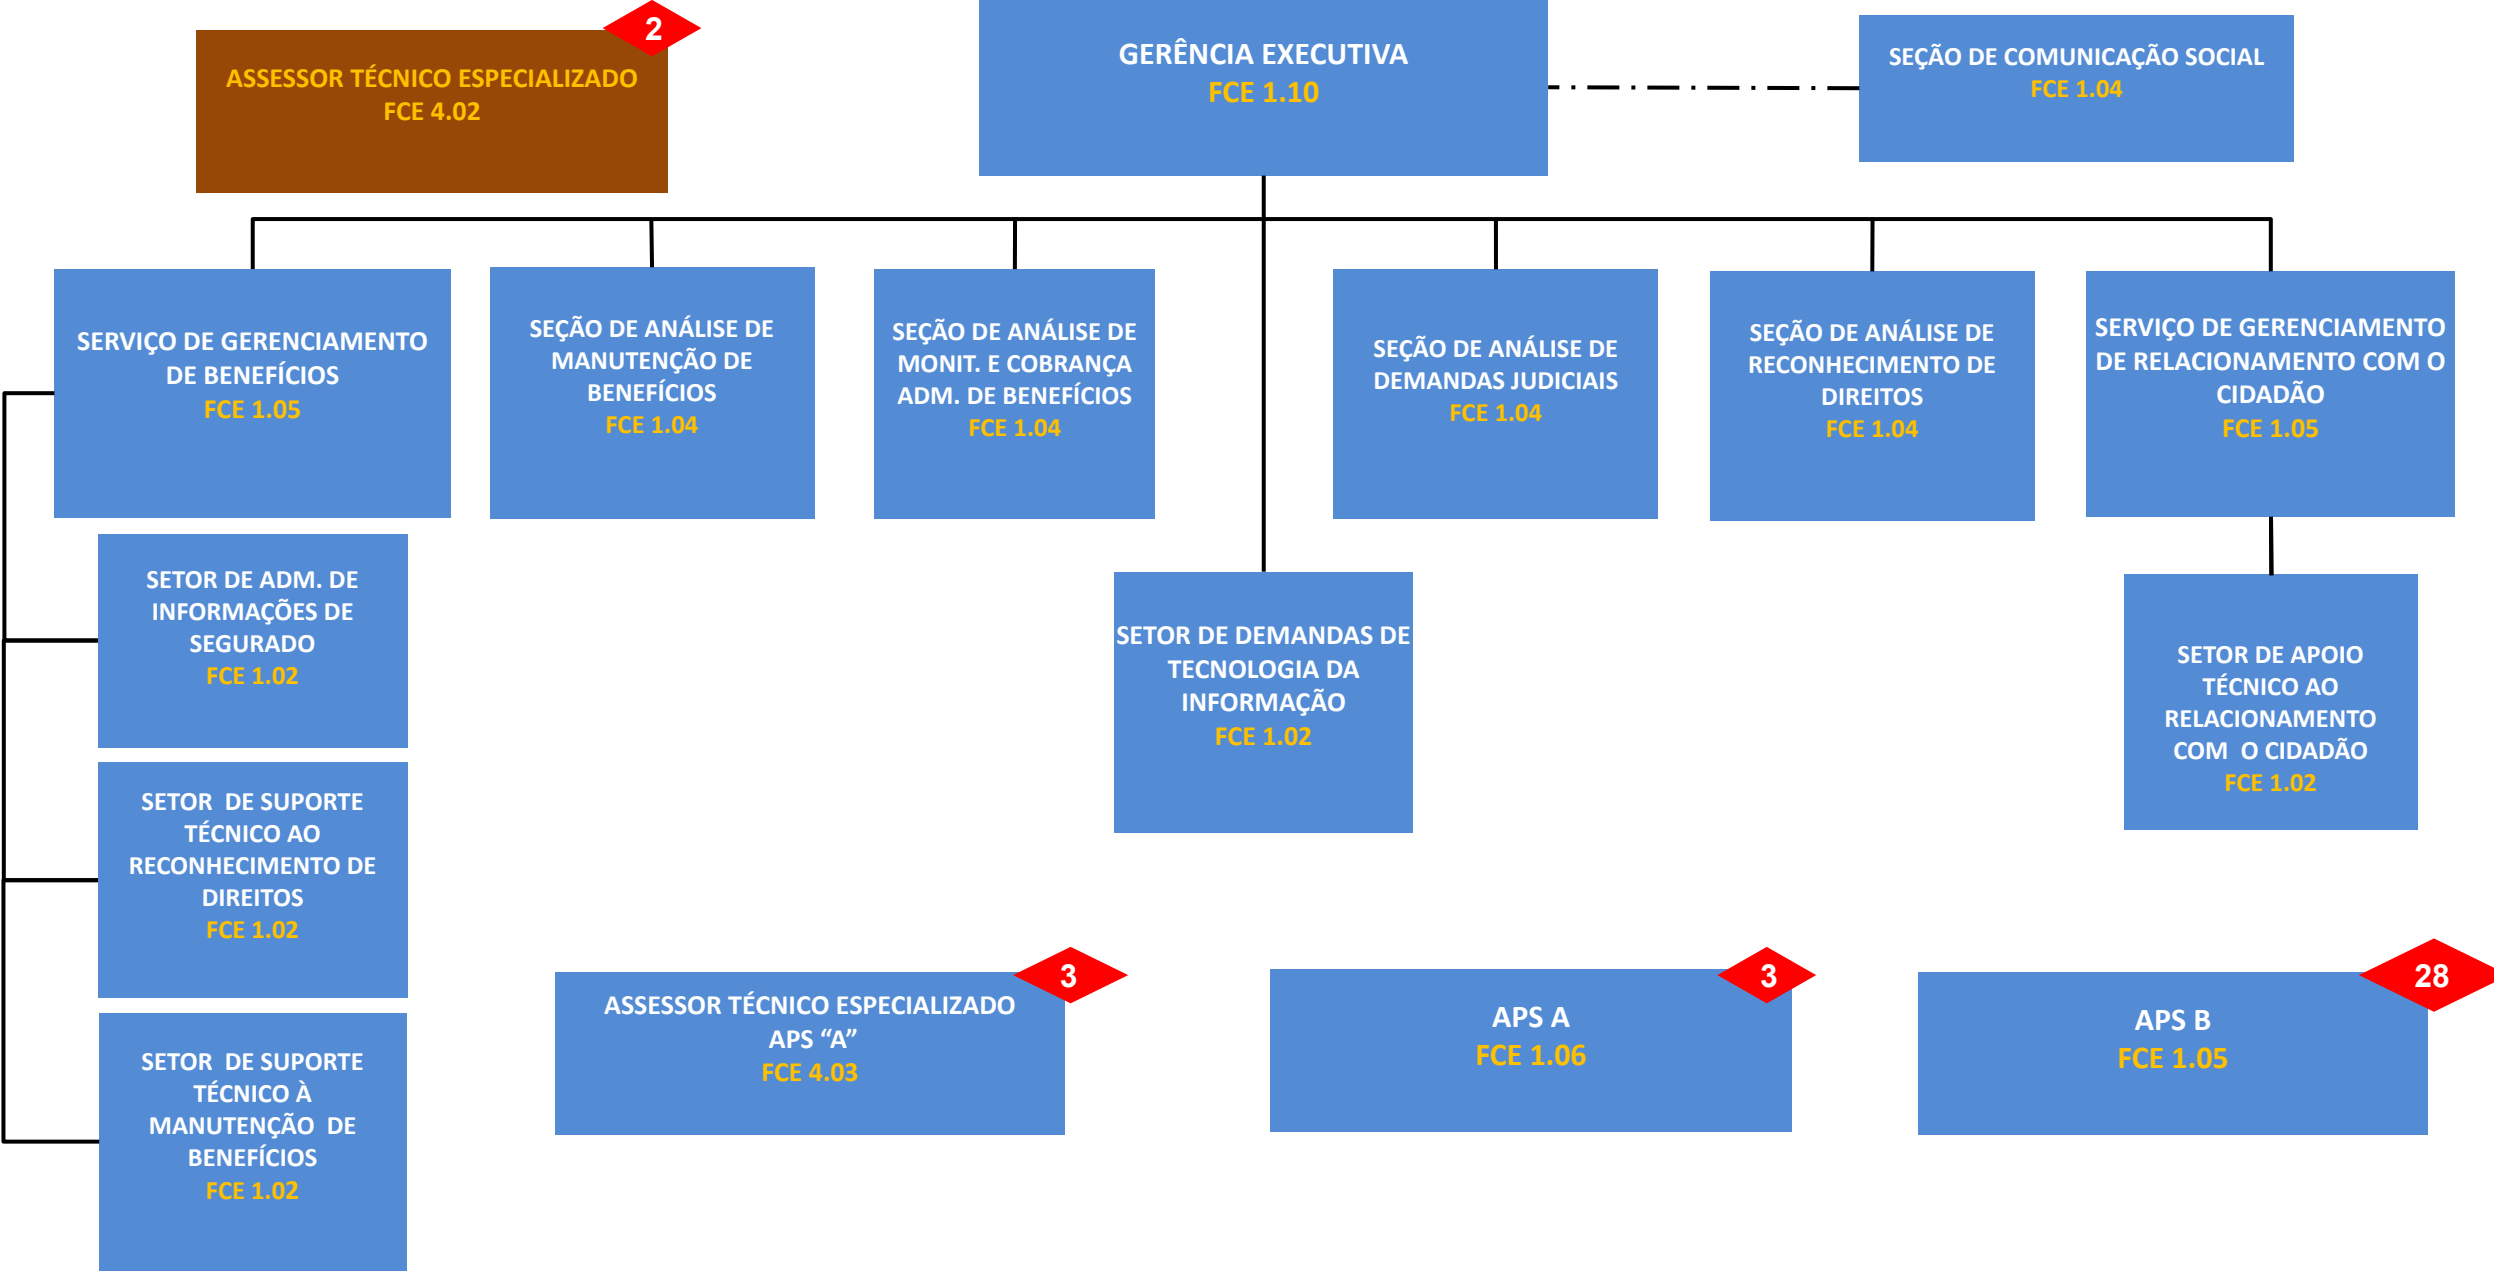 2
ASSESSOR TÉCNICO ESPECIALIZADO
FCE 4.02
GERÊNCIA EXECUTIVA
FCE 1.10
SEÇÃO DE COMUNICAÇÃO SOCIAL
FCE 1.04
SERVIÇO DE GERENCIAMENTO
DE BENEFÍCIOS
FCE 1.05
SEÇÃO DE ANÁLISE DE
MANUTENÇÃO DE
BENEFÍCIOS
FCE 1.04
SEÇÃO DE ANÁLISE DE
MONIT. E COBRANÇA
ADM. DE BENEFÍCIOS
FCE 1.04
SEÇÃO DE ANÁLISE DE
DEMANDAS JUDICIAIS
FCE 1.04
SEÇÃO DE ANÁLISE DE
RECONHECIMENTO DE
DIREITOS
FCE 1.04
SERVIÇO DE GERENCIAMENTO
DE RELACIONAMENTO COM O
CIDADÃO
FCE 1.05
SETOR DE ADM. DE
INFORMAÇÕES DE
SEGURADO
FCE 1.02
SETOR DE DEMANDAS DE
TECNOLOGIA DA
INFORMAÇÃO
FCE 1.02
SETOR DE APOIO
TÉCNICO AO
RELACIONAMENTO
COM  O CIDADÃO
FCE 1.02
SETOR  DE SUPORTE
TÉCNICO AO
RECONHECIMENTO DE
DIREITOS
FCE 1.02
SETOR  DE SUPORTE
TÉCNICO À
MANUTENÇÃO  DE
BENEFÍCIOS
FCE 1.02
3
ASSESSOR TÉCNICO ESPECIALIZADO
APS “A”
FCE 4.03
3
APS A
FCE 1.06
28
APS B
FCE 1.05